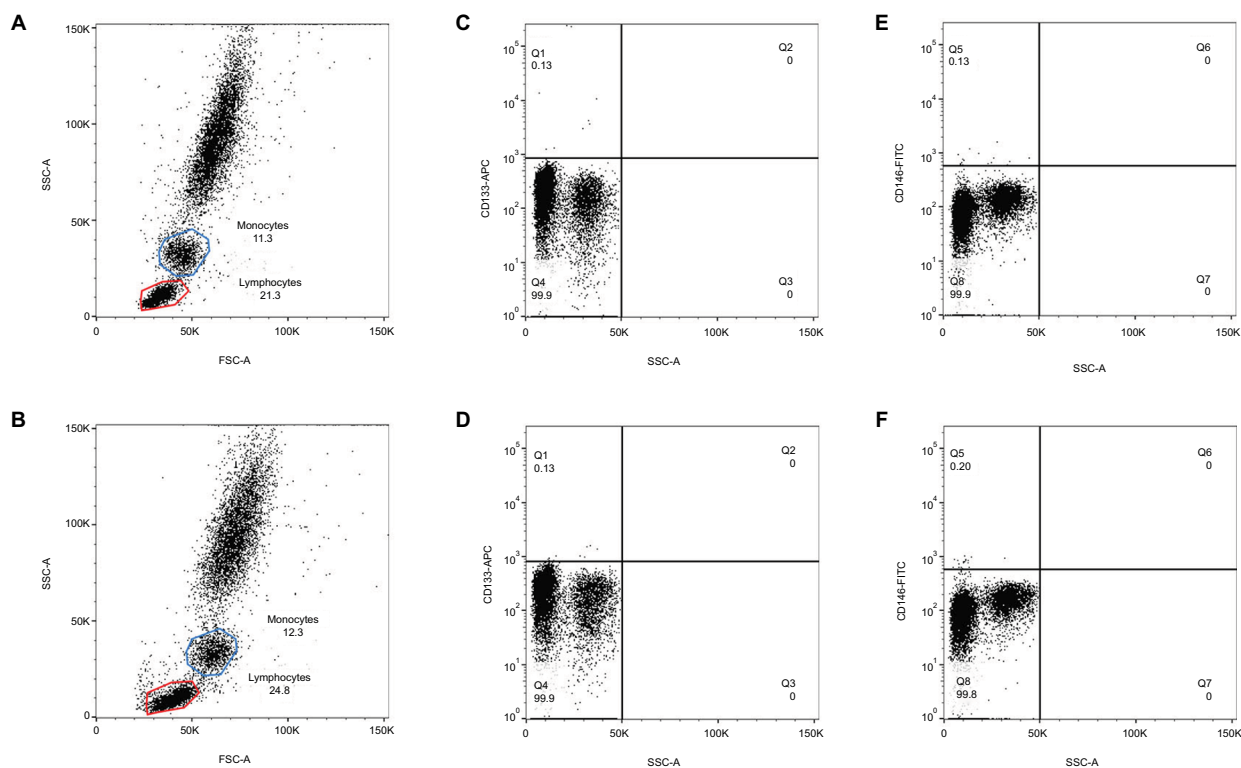 A
150K
100K
50K
0
SSC-A
Monocytes
11.3
Lymphocytes
21.3
0
50K
100K
150K
FSC-A
C
10^5
10^4
10^3
10^2
10^1
10^0
CD133-APC
Q1
0.13
Q2
0
Q4
99.9
Q3
0
0
50K
100K
150K
SSC-A
E
10^5
10^4
10^3
10^2
10^1
10^0
CD146-FITC
Q5
0.13
Q6
0
Q8
99.9
Q7
0
0
50K
100K
150K
SSC-A
B
150K
100K
50K
0
SSC-A
Monocytes
12.3
Lymphocytes
24.8
0
50K
100K
150K
FSC-A
D
10^5
10^4
10^3
10^2
10^1
10^0
CD133-APC
Q1
0.13
Q2
0
Q4
99.9
Q3
0
0
50K
100K
150K
SSC-A
F
10^5
10^4
10^3
10^2
10^1
10^0
CD146-FITC
Q5
0.20
Q6
0
Q8
99.8
Q7
0
0
50K
100K
150K
SSC-A